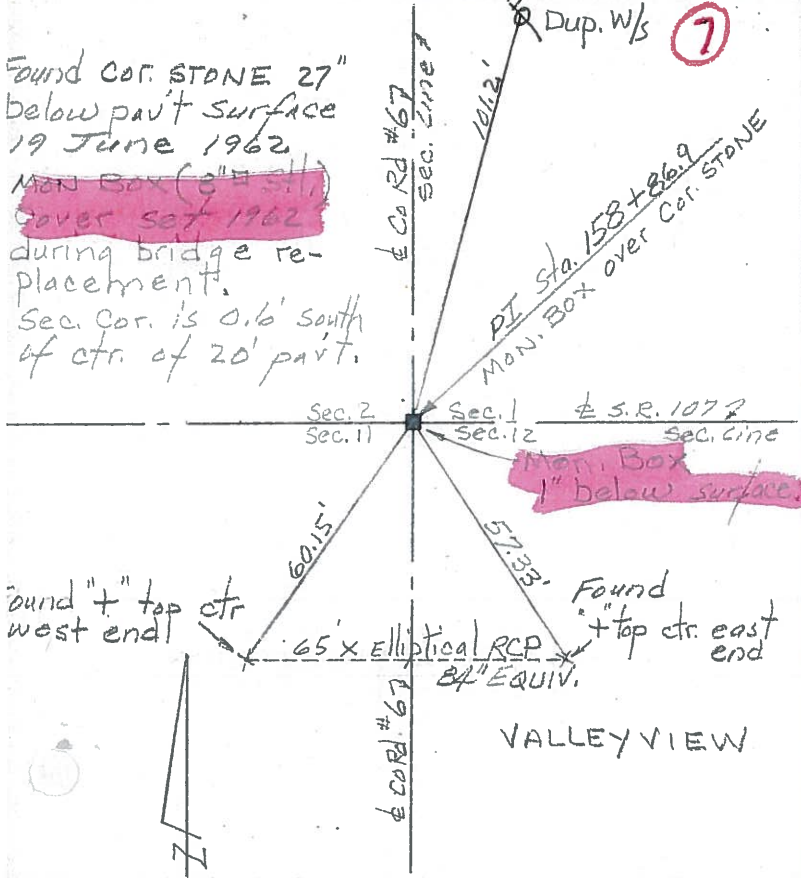 Dup. W/s
7
Found Cor. STONE 27"
below pav't surface
19 June 1962
MON BOX (8"
Cover set 1962
during bridge re-
placement.
Sec. Cor. is 0.6' south
of ctr. of 20' pav't.
℄ Co Rd #67
Sec. Line
101.2'
PI Sta. 158+86.9
MON. BOX over Cor. STONE
Sec. 2
Sec. 1
℄ S.R. 107
Sec. 11
Sec. 12
Sec. Line
Mon. Box
1" below surface.
60.15'
57.33'
Found "+" top ctr
west end
Found
"+" top ctr. east
end
65' x Elliptical RCP
84" EQUIV.
℄ CO Rd. #67
VALLEYVIEW
N